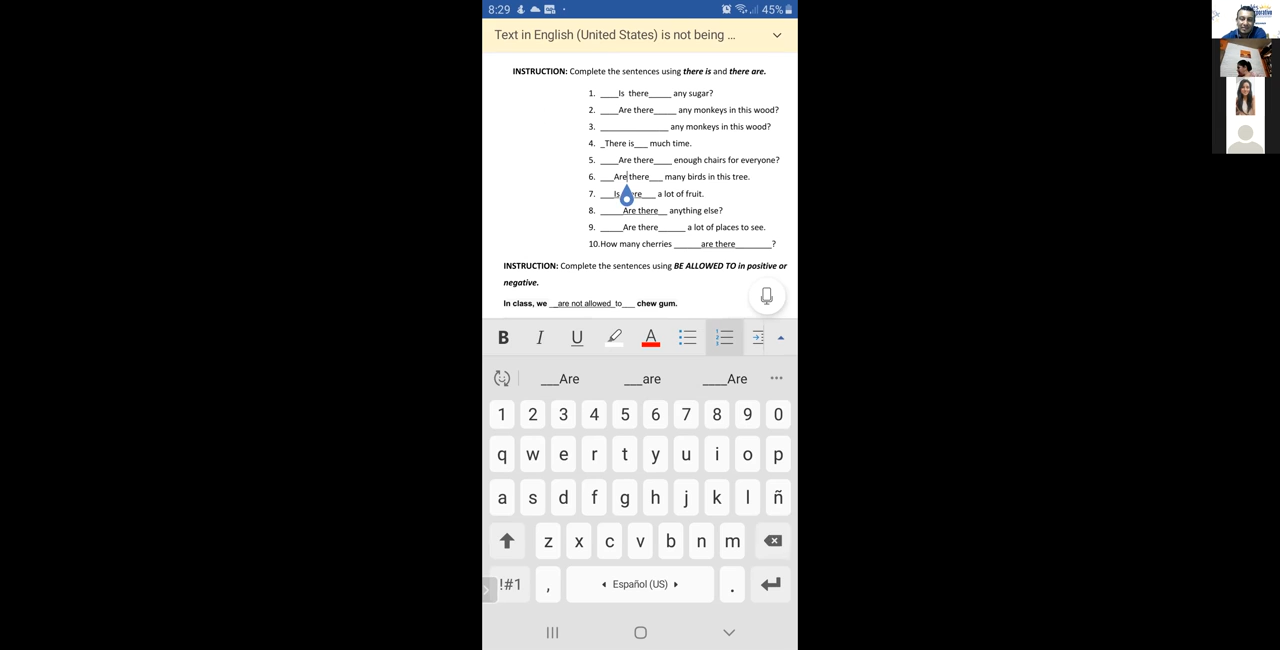 8:29
45%
Text in English (United States) is not being ...
INSTRUCTION: Complete the sentences using there is and there are.
1. ____Is there_____ any sugar?
2. ____Are there_____ any monkeys in this wood?
3. _______________ any monkeys in this wood?
4. _There is___ much time.
5. ____Are there____ enough chairs for everyone?
6. ___Are there___ many birds in this tree.
7. ___Is ere___ a lot of fruit.
8. _____Are there__ anything else?
9. _____Are there______ a lot of places to see.
10.How many cherries ______are there________?
INSTRUCTION: Complete the sentences using BE ALLOWED TO in positive or
negative.
In class, we __are not allowed_to___ chew gum.
B I U A
___Are ___are ____Are
1 2 3 4 5 6 7 8 9 0
q w e r t y u i o p
a s d f g h j k l ñ
z x c v b n m
!#1 , Español (US) .